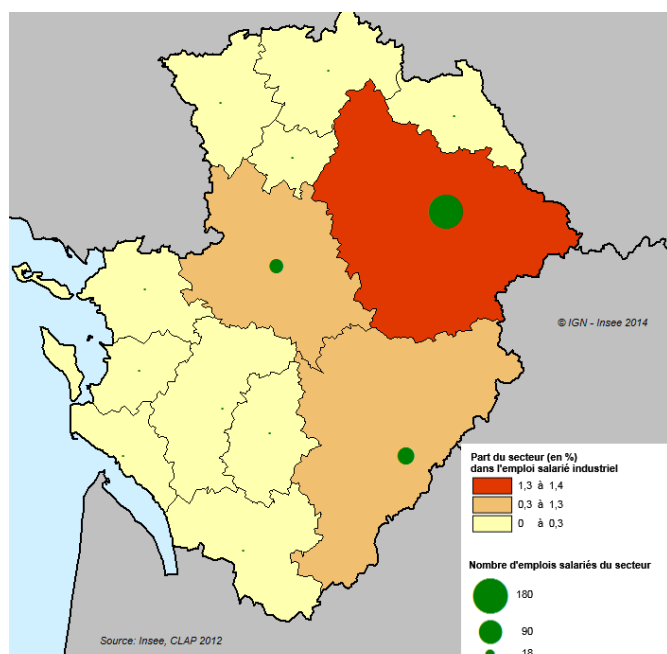 © IGN - Insee 2014
Part du secteur (en %)
dans l'emploi salarié industriel
1,3 à 1,4
0,3 à 1,3
0 à 0,3
Nombre d'emplois salariés du secteur
180
90
18
Source: Insee, CLAP 2012